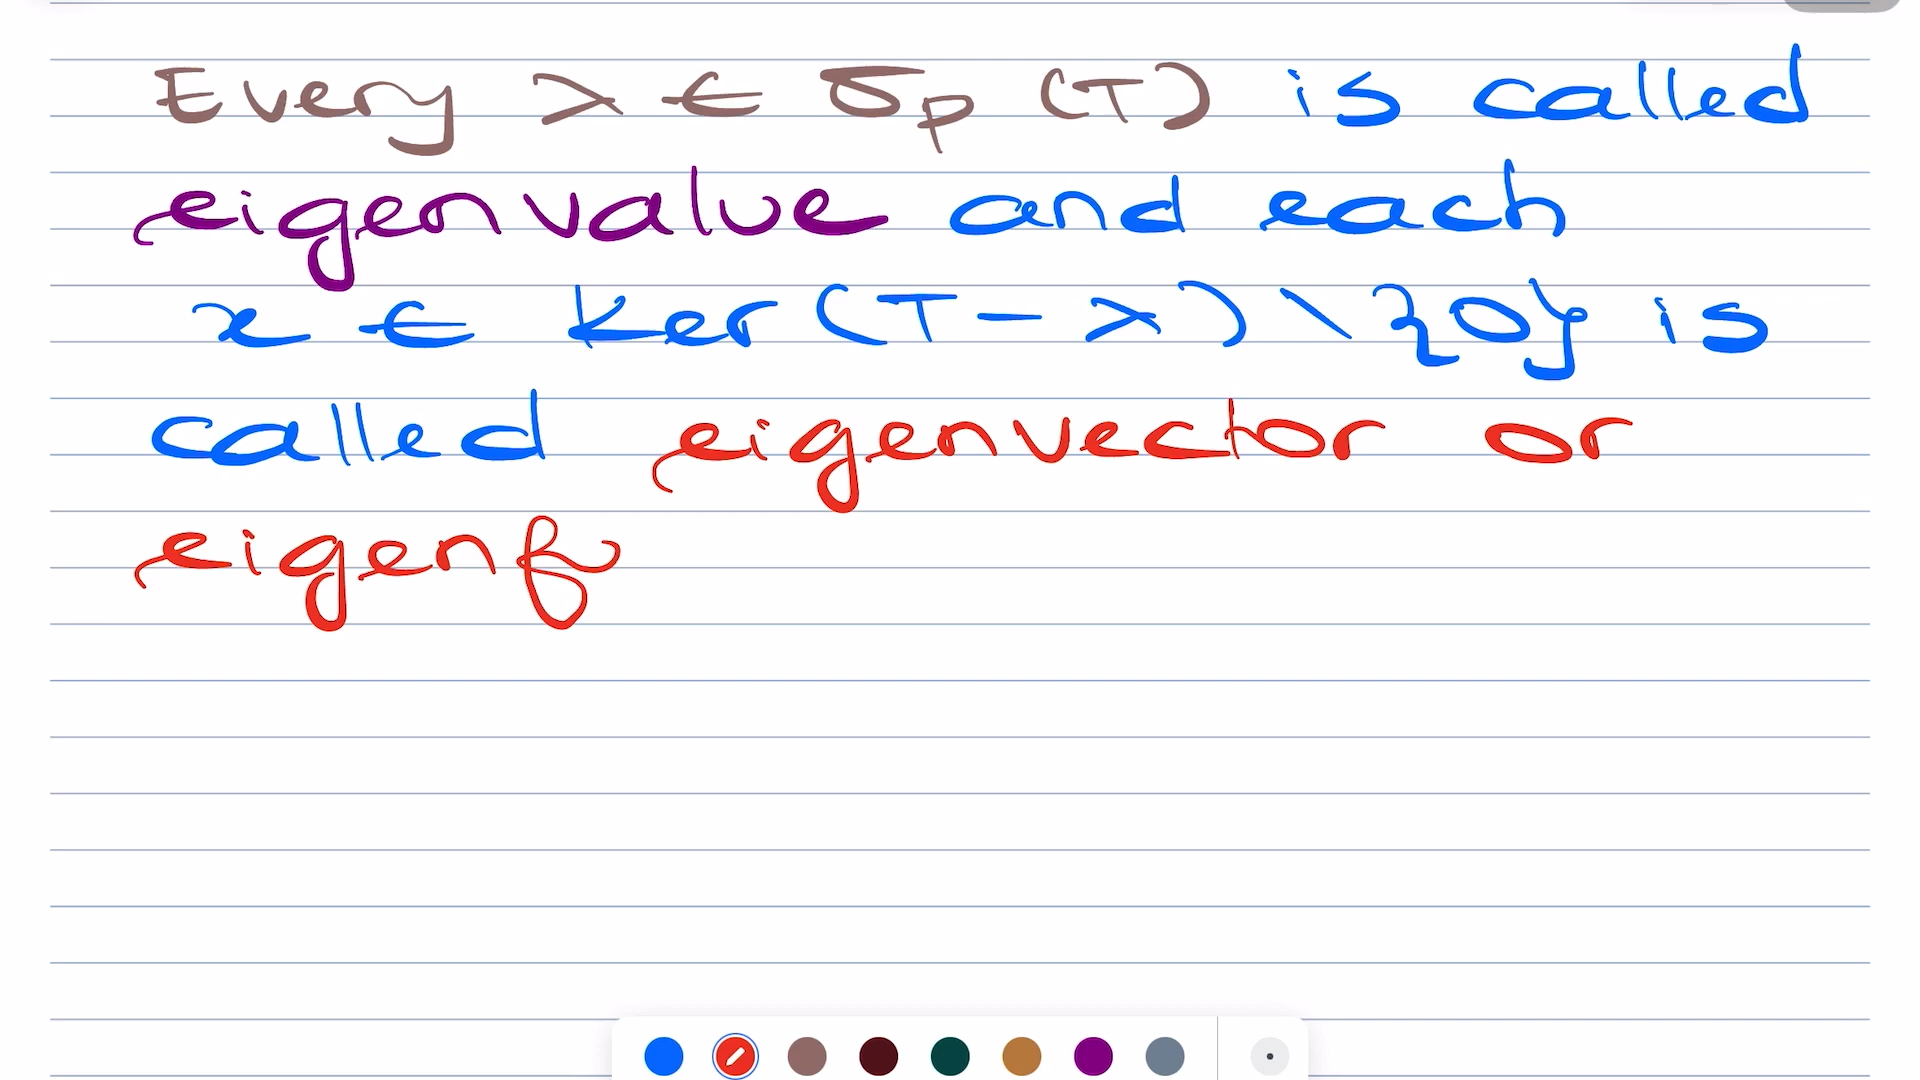 Every λ ∈ σp (T) is called
eigenvalue and each
x ∈ ker (T - λ) \ {0} is
called eigenvector or
eigenf